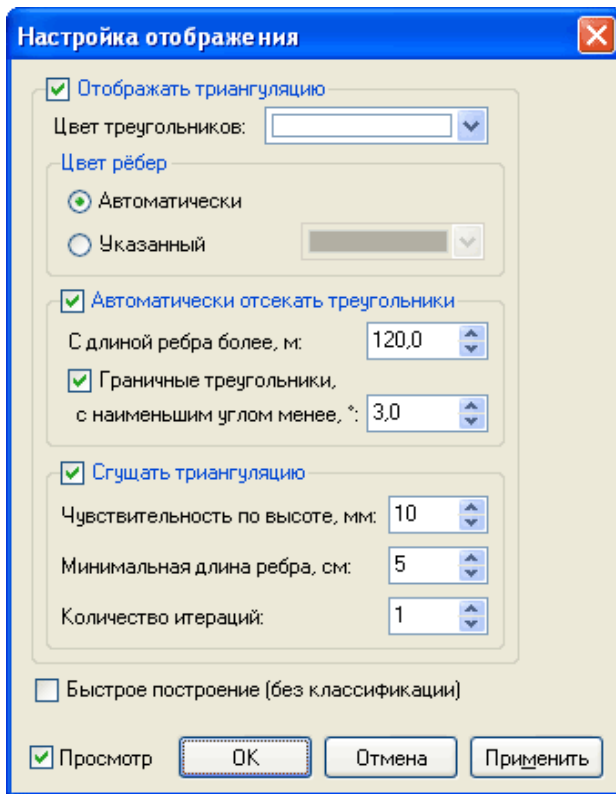 Настройка отображения
Отображать триангуляцию
Цвет треугольников:
Цвет рёбер
Автоматически
Указанный
Автоматически отсекать треугольники
С длиной ребра более, м: 120,0
Граничные треугольники,
с наименьшим углом менее, °: 3,0
Сгущать триангуляцию
Чувствительность по высоте, мм: 10
Минимальная длина ребра, см: 5
Количество итераций: 1
Быстрое построение (без классификации)
Просмотр OK Отмена Применить